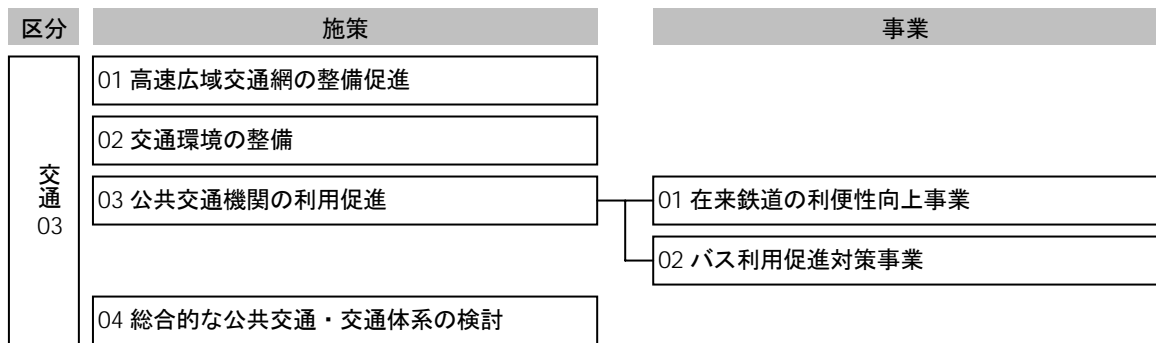 区分
施策
事業
交通
03
01 高速広域交通網の整備促進
02 交通環境の整備
03 公共交通機関の利用促進
01 在来鉄道の利便性向上事業
02 バス利用促進対策事業
04 総合的な公共交通・交通体系の検討